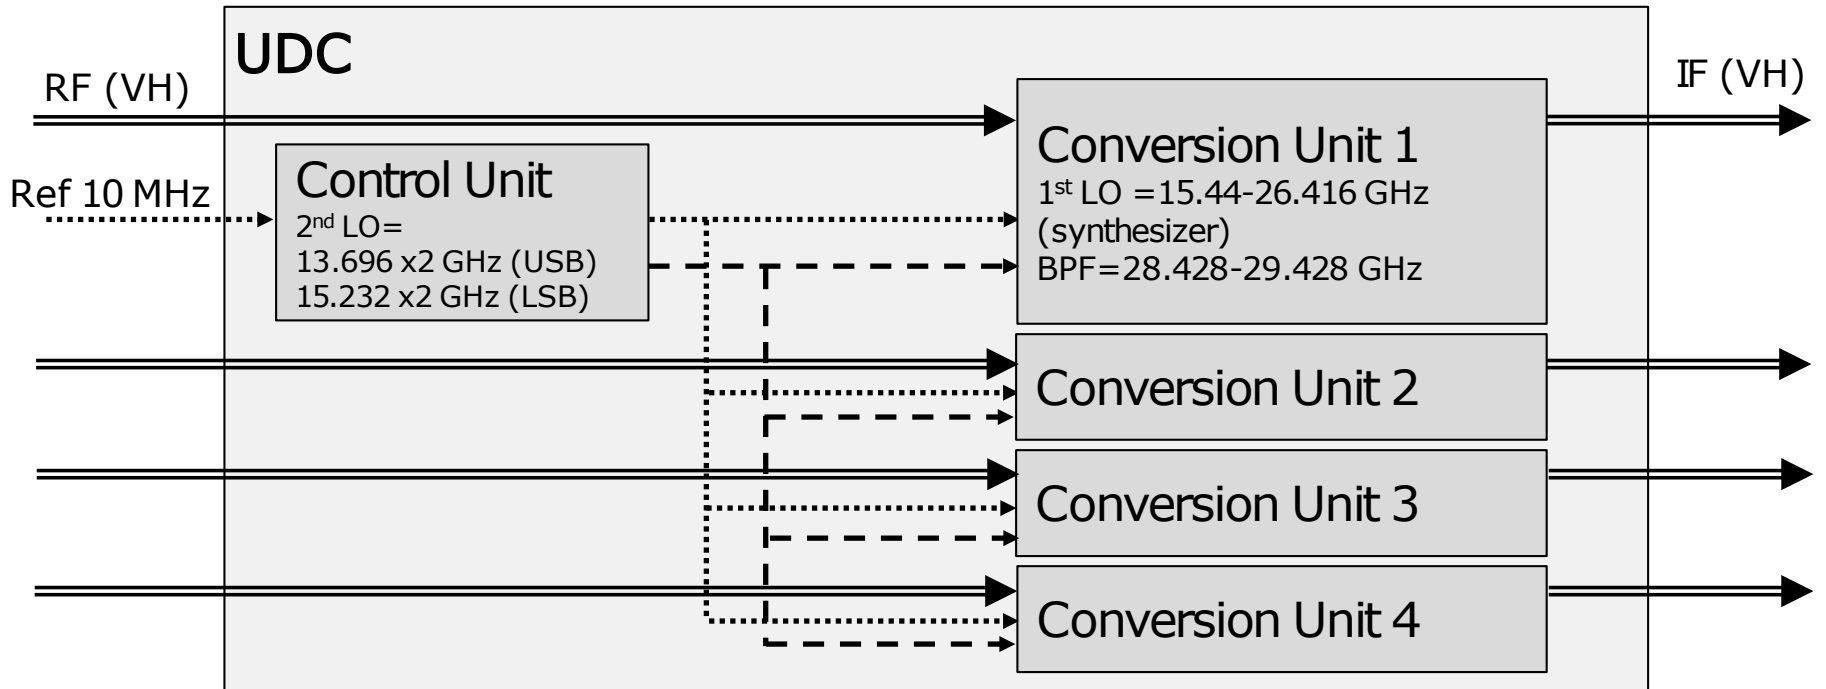 UDC
RF (VH)
IF (VH)
Ref 10 MHz
Control Unit
2nd LO=
13.696 x2 GHz (USB)
15.232 x2 GHz (LSB)
Conversion Unit 1
1st LO =15.44-26.416 GHz
(synthesizer)
BPF=28.428-29.428 GHz
Conversion Unit 2
Conversion Unit 3
Conversion Unit 4